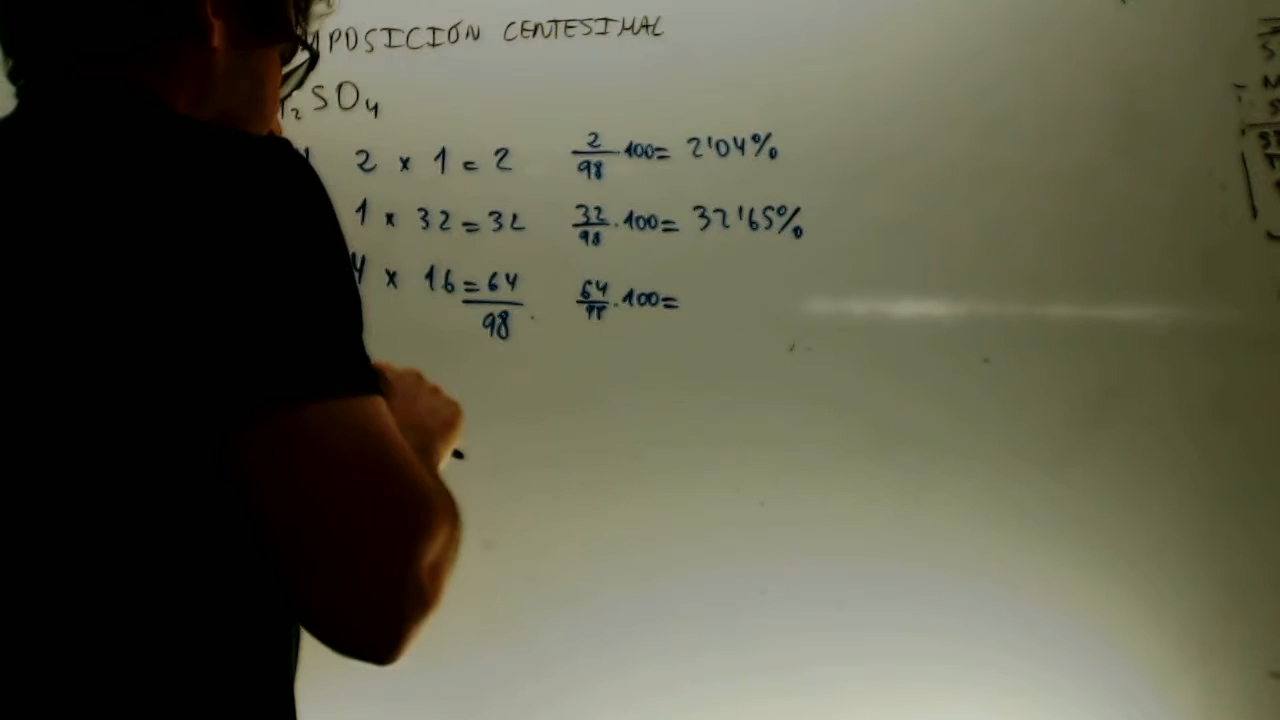 MPOSICIÓN CENTESIMAL
₂SO₄
2 x 1 = 2 2/98 100= 2'04%
1 x 32 = 32 32/98 · 100= 32'65%
4 x 16 = 64 64/98 · 100=
98